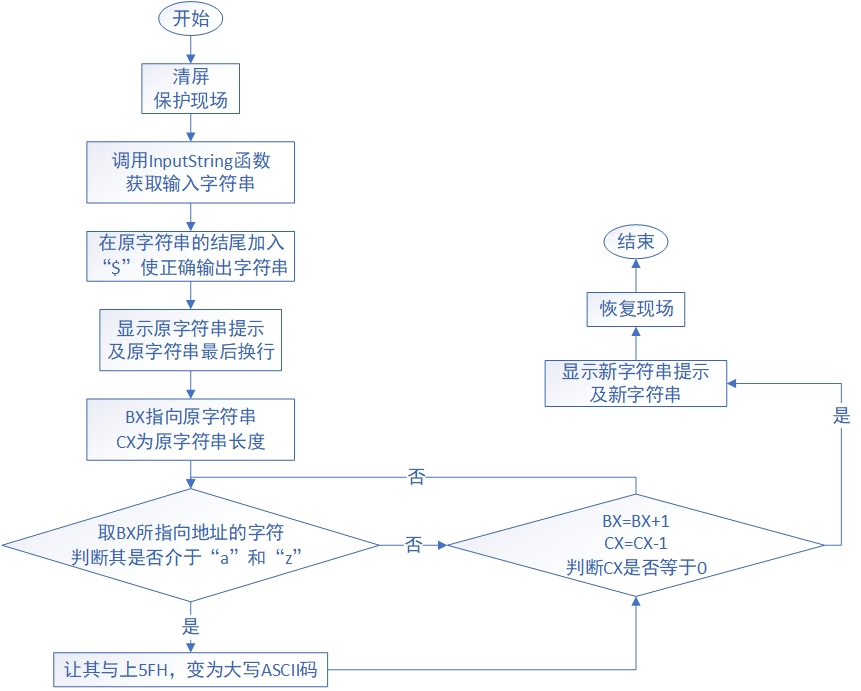 开始
清屏
保护现场
调用InputString函数
获取输入字符串
在原字符串的结尾加入
“$”使正确输出字符串
显示原字符串提示
及原字符串最后换行
BX指向原字符串
CX为原字符串长度
取BX所指向地址的字符
判断其是否介于“a”和“z”
是
让其与上5FH，变为大写ASCII码
否
BX=BX+1
CX=CX-1
判断CX是否等于0
否
是
显示新字符串提示
及新字符串
恢复现场
结束